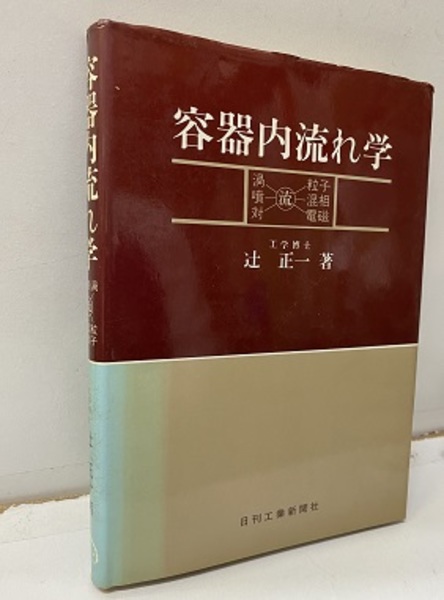 容器内流れ学
渦 粒子
噴 流 混相
対 電磁
工学博士
辻 正一 著
日刊工業新聞社
容器内流れ学